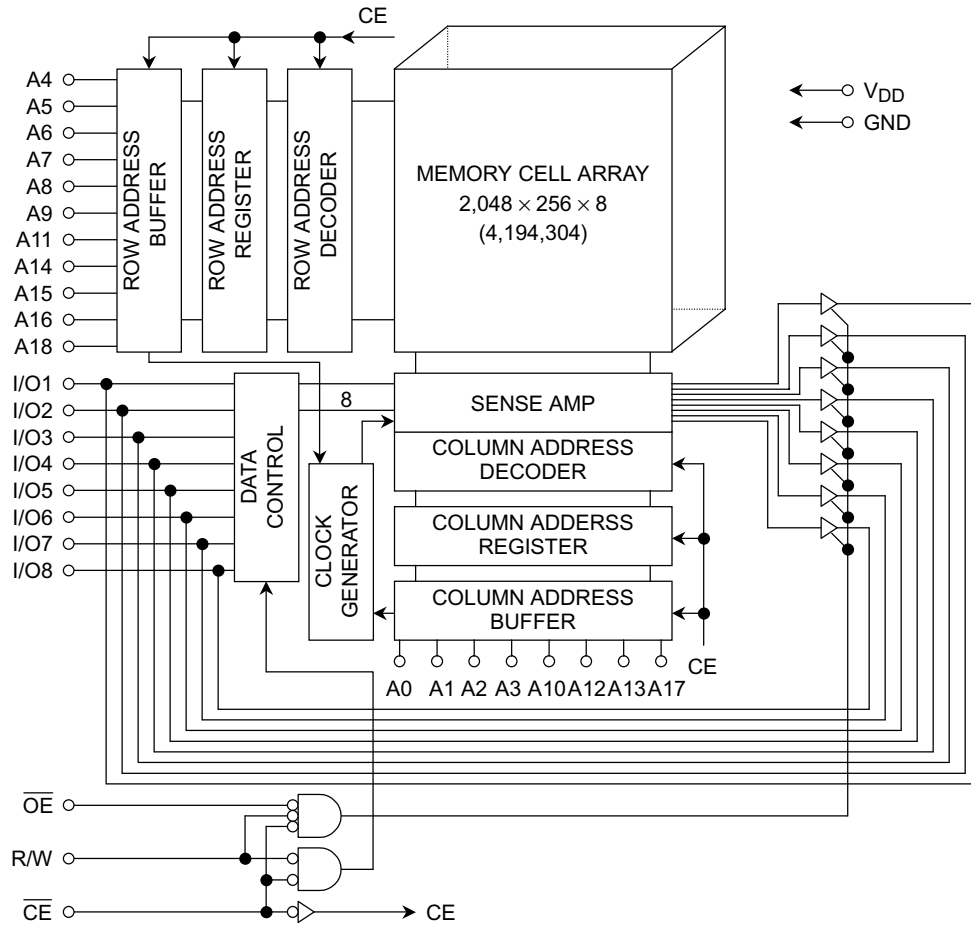 CE
A4
A5
A6
A7
A8
A9
A11
A14
A15
A16
A18
ROW ADDRESS
BUFFER
ROW ADDRESS
REGISTER
ROW ADDRESS
DECODER
MEMORY CELL ARRAY
2,048 × 256 × 8
(4,194,304)
VDD
GND
I/O1
I/O2
I/O3
I/O4
I/O5
I/O6
I/O7
I/O8
DATA
CONTROL
8
CLOCK
GENERATOR
SENSE AMP
COLUMN ADDRESS
DECODER
COLUMN ADDERSS
REGISTER
COLUMN ADDRESS
BUFFER
CE
A0 A1 A2 A3 A10 A12 A13 A17
OE
R/W
CE
CE